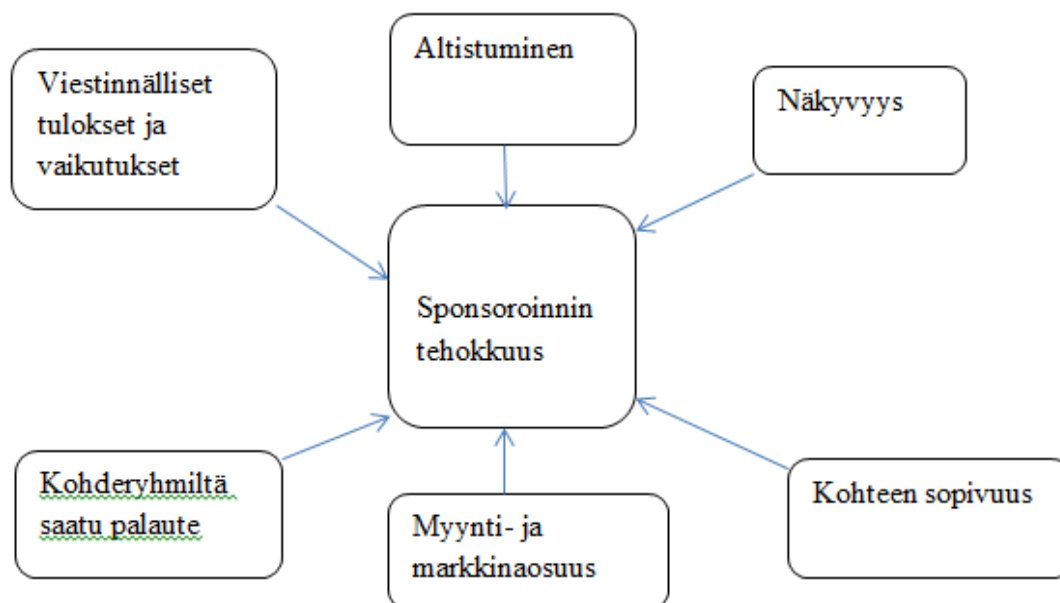 Altistuminen
Viestinnälliset
tulokset ja
vaikutukset
Näkyvyys
Sponsoroinnin
tehokkuus
Kohderyhmiltä
saatu palaute
Myynti- ja
markkinaosuus
Kohteen sopivuus